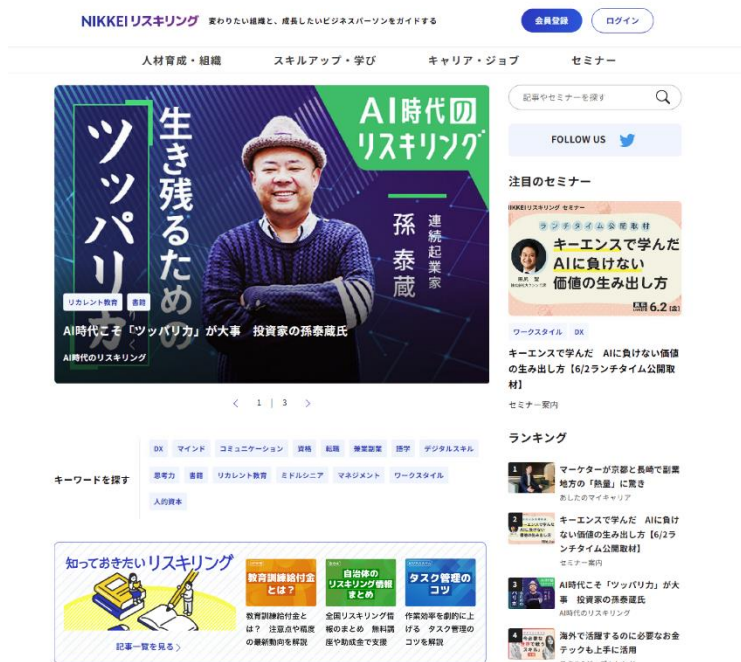 NIKKEIリスキリング 変わりたい組織と、成長したいビジネスパーソンをガイドする
会員登録 ログイン
人材育成・組織 スキルアップ・学び キャリア・ジョブ セミナー
AI時代の
リスキリング
生き残るための
ツッパリ力
連続起業家
孫 泰蔵
リカレント教育 書籍
AI時代こそ「ツッパリ力」が大事 投資家の孫泰蔵氏
AI時代のリスキリング
1 | 3
キーワードを探す
DX マインド コミュニケーション 資格 転職 兼業副業 語学 デジタルスキル
思考力 書籍 リカレント教育 ミドルシニア マネジメント ワークスタイル
人的資本
知っておきたいリスキリング
記事一覧を見る
教育訓練給付金
とは?
教育訓練給付金と
は? 注意点や精度
の最新動向を解説
自治体の
リスキリング情報
まとめ
全国リスキリング情
報のまとめ 無料講
座や助成金で支援
タスク管理の
コツ
作業効率を劇的に上
げる タスク管理の
コツを解説
記事やセミナーを探す
FOLLOW US
注目のセミナー
NIKKEIリスキリング セミナー
ランチタイム公開取材
キーエンスで学んだ
AIに負けない
価値の生み出し方
6.2
ワークスタイル DX
キーエンスで学んだ AIに負けない価値
の生み出し方【6/2ランチタイム公開取
材】
セミナー案内
ランキング
1
マーケターが京都と長崎で副業
地方の「熱量」に驚き
あしたのマイキャリア
2
キーエンスで学んだ AIに負け
ない価値の生み出し方【6/2ラ
ンチタイム公開取材】
セミナー案内
3
AI時代こそ「ツッパリ力」が大
事 投資家の孫泰蔵氏
AI時代のリスキリング
4
海外で活躍するのに必要なお金
テックも上手に活用